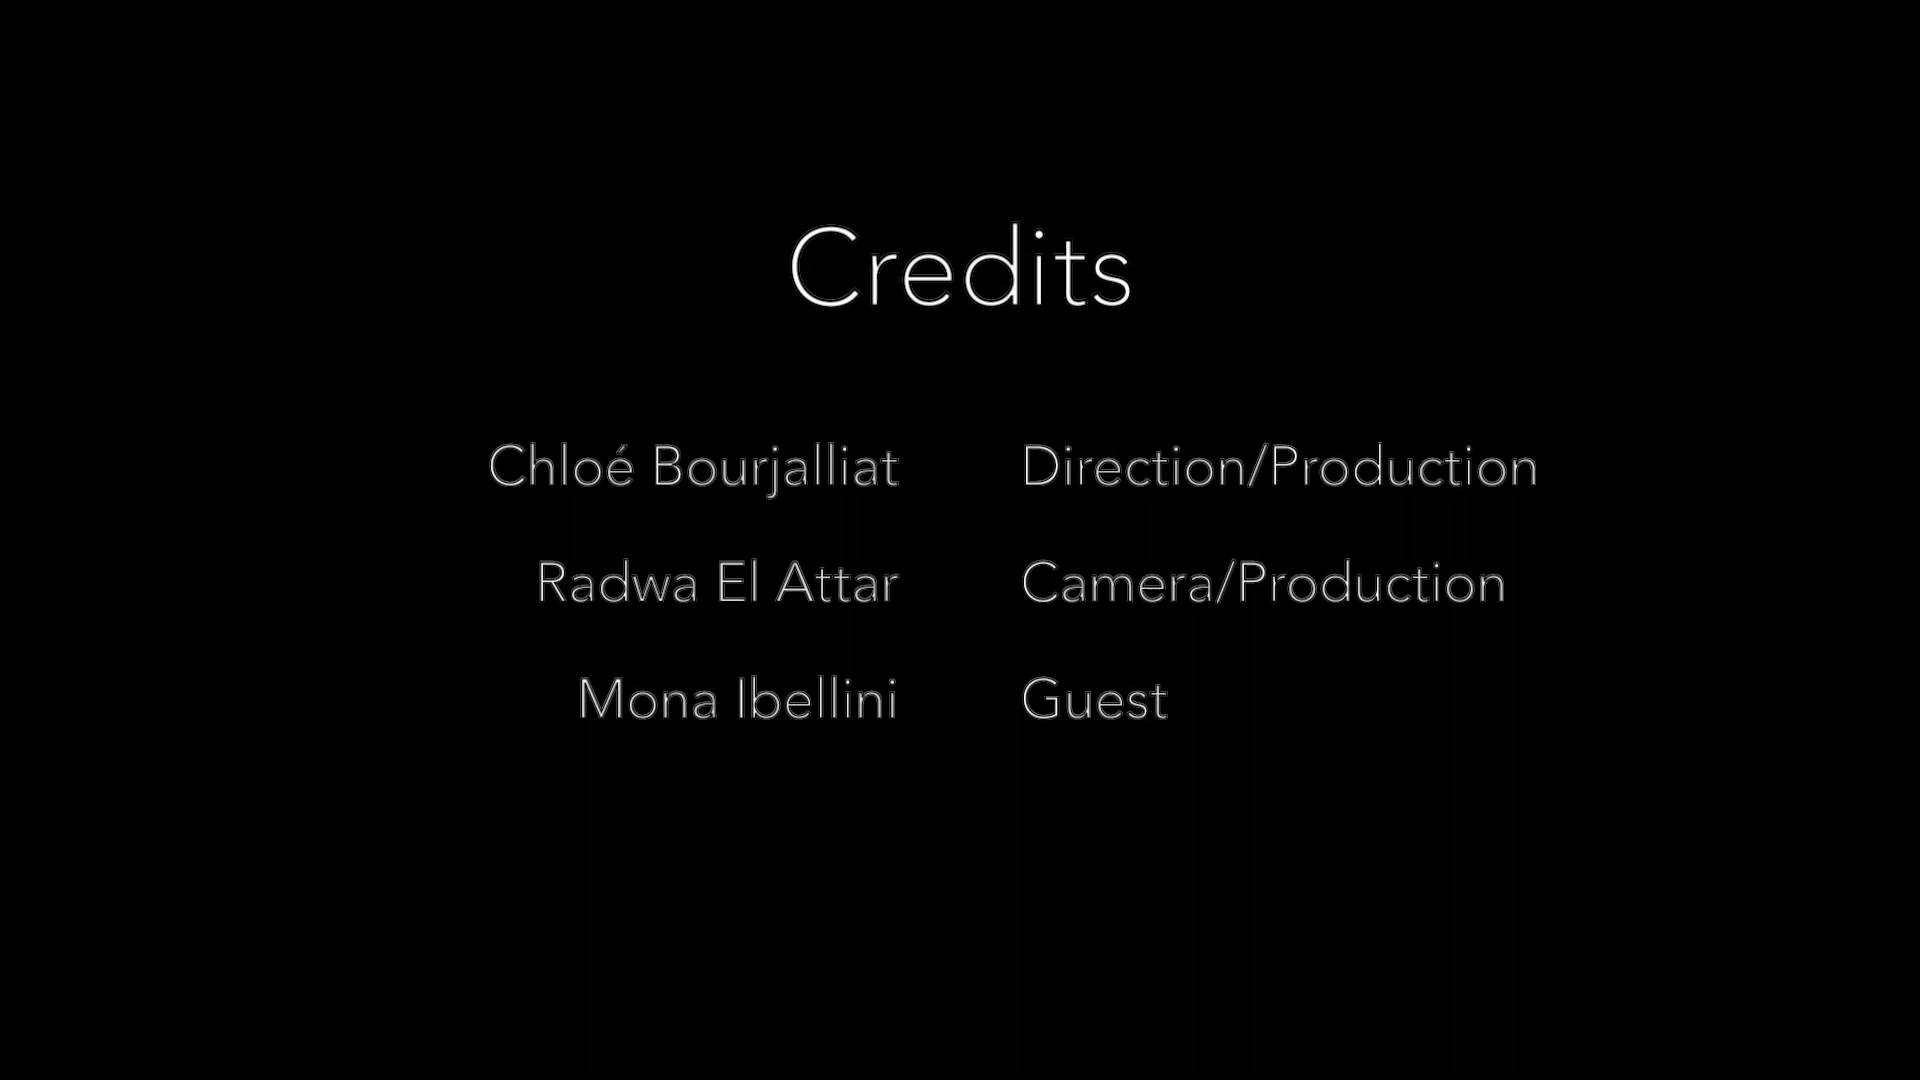 Credits
Chloé Bourjalliat Direction/Production
Radwa El Attar Camera/Production
Mona Ibellini Guest